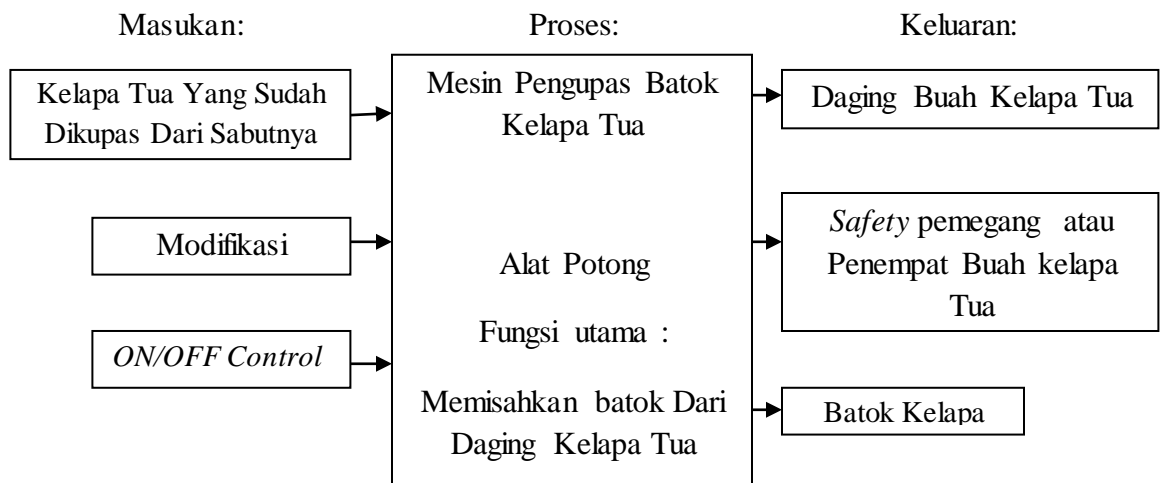 Masukan:
Proses:
Keluaran:
Kelapa Tua Yang Sudah
Dikupas Dari Sabutnya
Modifikasi
ON/OFF Control
Mesin Pengupas Batok
Kelapa Tua
Alat Potong
Fungsi utama :
Memisahkan batok Dari
Daging Kelapa Tua
Daging Buah Kelapa Tua
Safety pemegang atau
Penempat Buah kelapa
Tua
Batok Kelapa